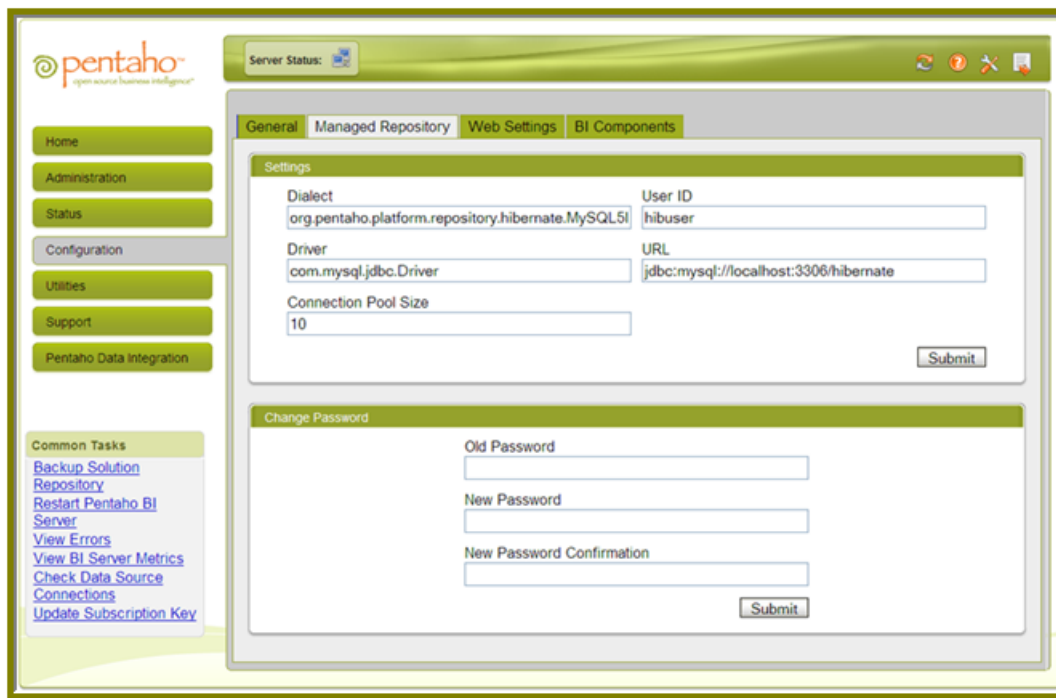 pentaho™
open source business intelligence™
Server Status:
Home
Administration
Status
Configuration
Utilities
Support
Pentaho Data Integration
Common Tasks
Backup Solution
Repository
Restart Pentaho BI
Server
View Errors
View BI Server Metrics
Check Data Source
Connections
Update Subscription Key
General Managed Repository Web Settings BI Components
Settings
Dialect User ID
org.pentaho.platform.repository.hibernate.MySQL5I hibuser
Driver URL
com.mysql.jdbc.Driver jdbc:mysql://localhost:3306/hibernate
Connection Pool Size
10
Submit
Change Password
Old Password
New Password
New Password Confirmation
Submit